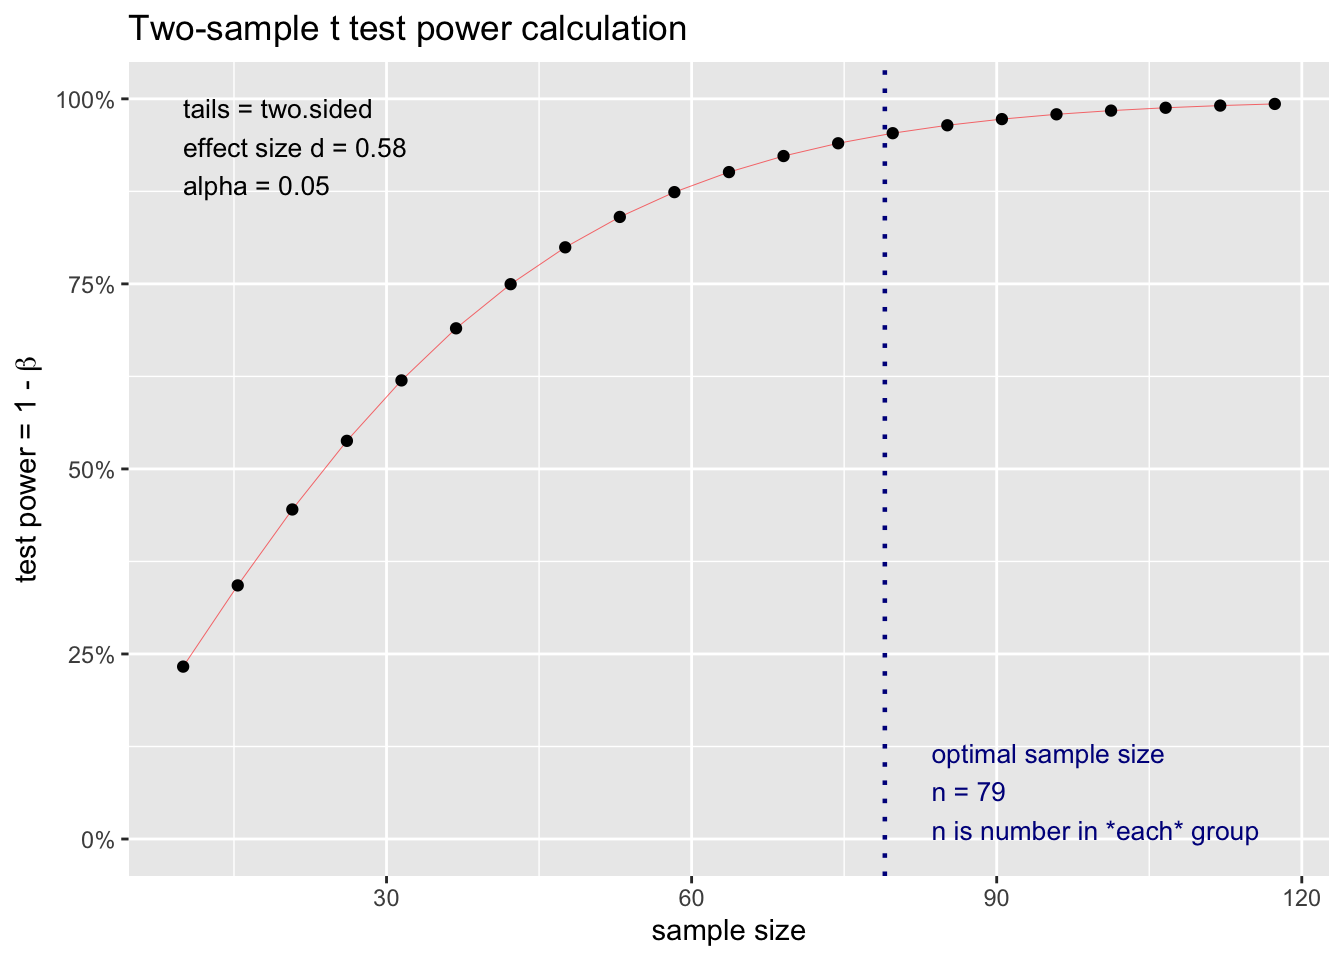 Two-sample t test power calculation
100%
75%
50%
25%
0%
test power = 1 - β
tails = two.sided
effect size d = 0.58
alpha = 0.05
optimal sample size
n = 79
n is number in *each* group
30
60
90
120
sample size